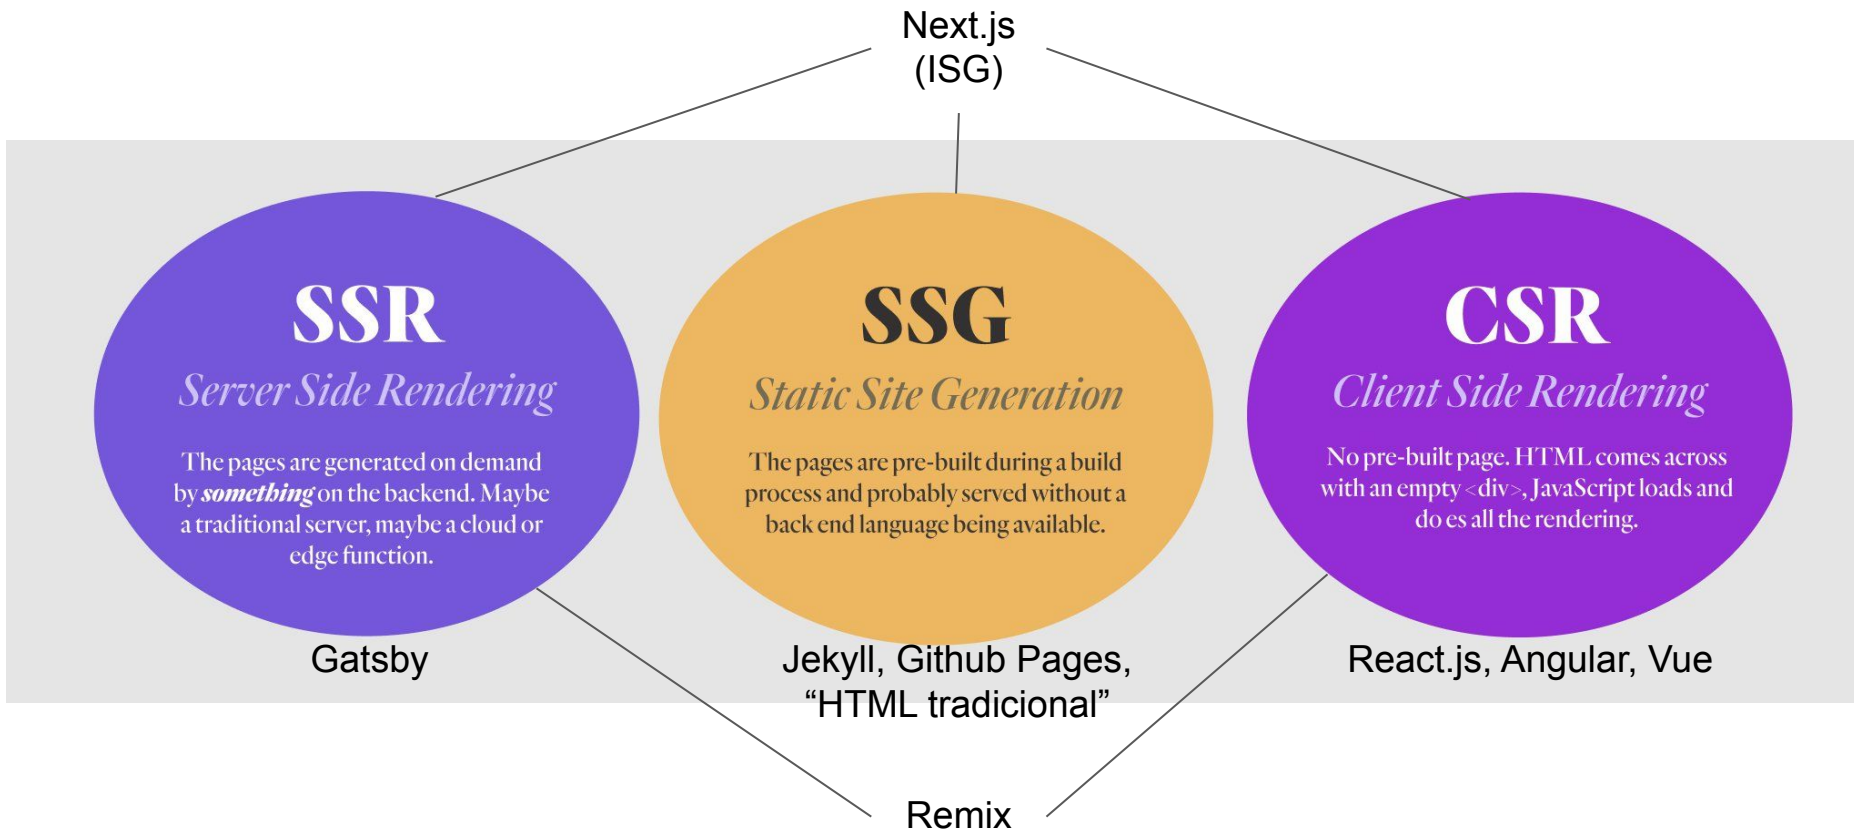 Next.js
(ISG)
SSR
Server Side Rendering
The pages are generated on demand
by something on the backend. Maybe
a traditional server, maybe a cloud or
edge function.
Gatsby
SSG
Static Site Generation
The pages are pre-built during a build
process and probably served without a
back end language being available.
Jekyll, Github Pages,
“HTML tradicional”
CSR
Client Side Rendering
No pre-built page. HTML comes across
with an empty <div>, JavaScript loads and
do es all the rendering.
React.js, Angular, Vue
Remix